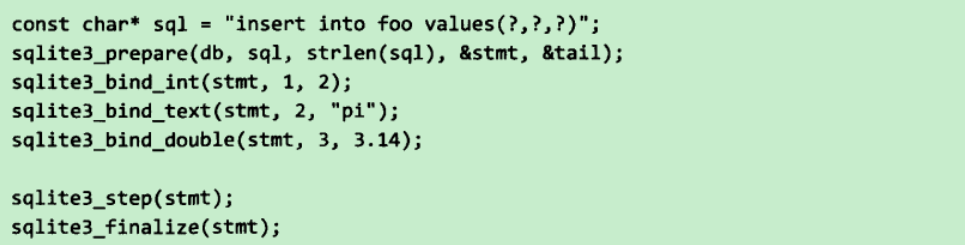 const char* sql = "insert into foo values(?,?,?)";
sqlite3_prepare(db, sql, strlen(sql), &stmt, &tail);
sqlite3_bind_int(stmt, 1, 2);
sqlite3_bind_text(stmt, 2, "pi");
sqlite3_bind_double(stmt, 3, 3.14);

sqlite3_step(stmt);
sqlite3_finalize(stmt);